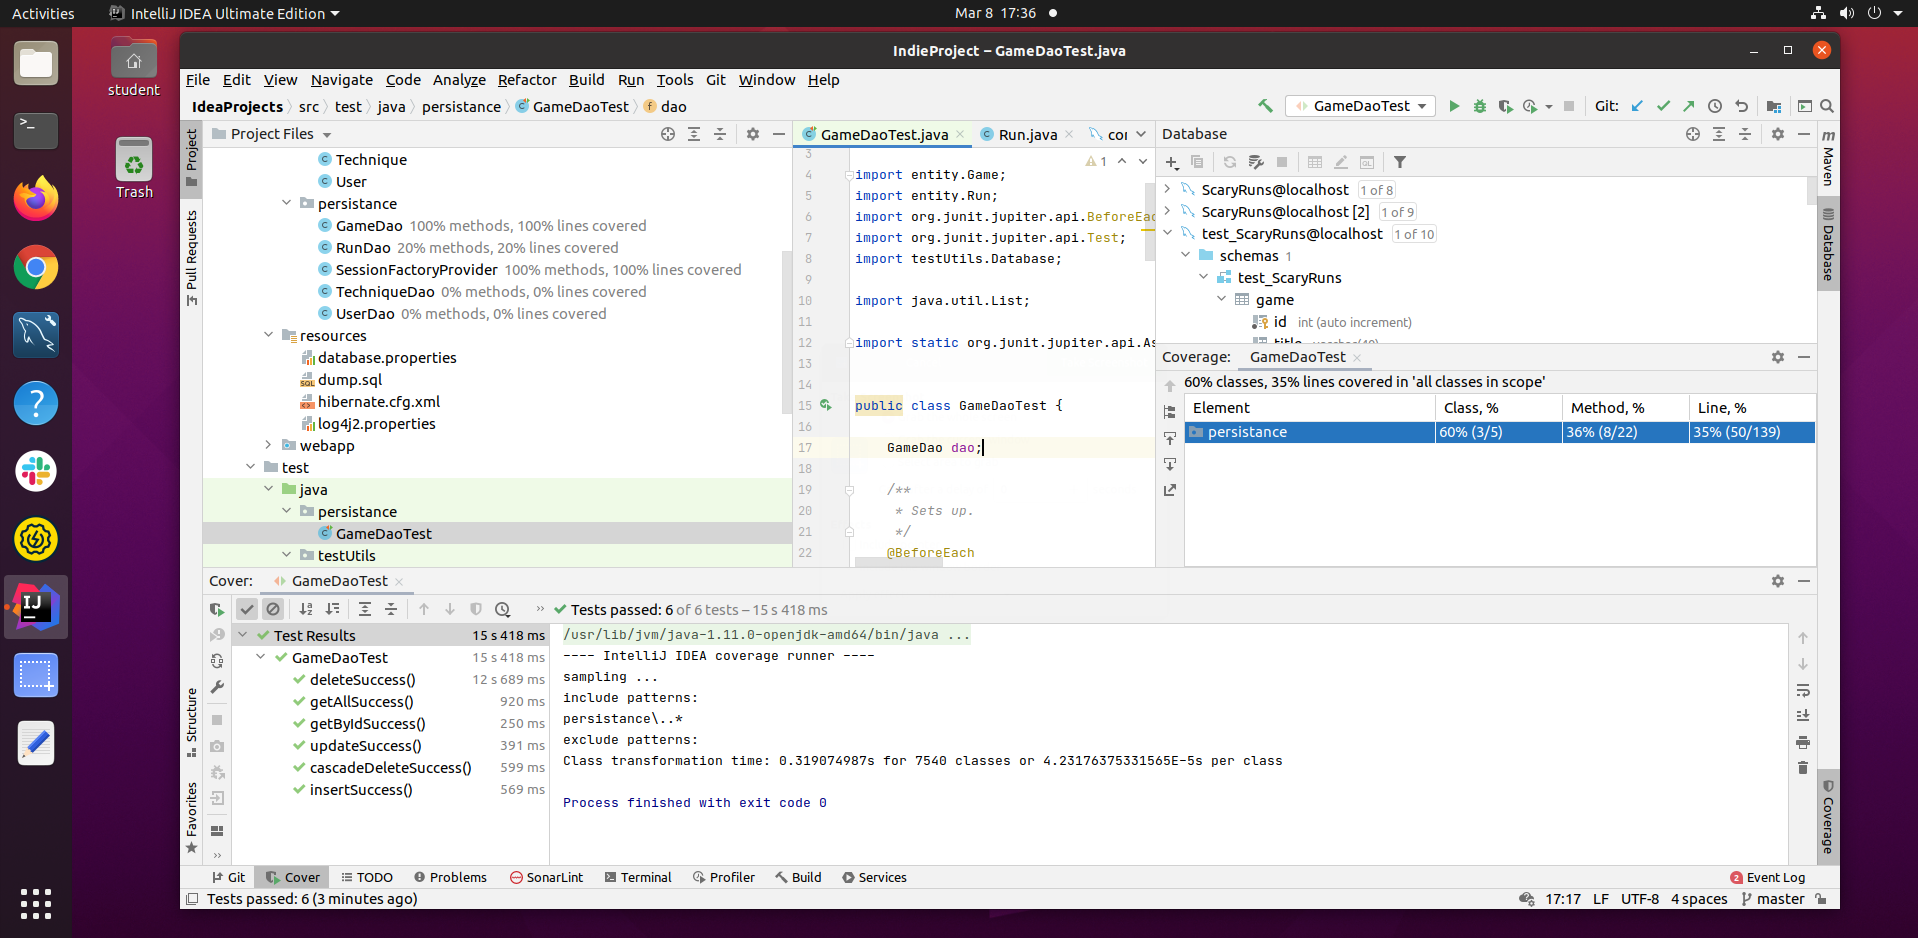 Activities
IntelliJ IDEA Ultimate Edition
Mar 8 17:36
student
Trash
IndieProject – GameDaoTest.java
File Edit View Navigate Code Analyze Refactor Build Run Tools Git Window Help
IdeaProjects src test java persistance GameDaoTest dao
GameDaoTest
Git:
Project
Pull Requests
Structure
Favorites
Project Files
Technique
User
persistance
GameDao 100% methods, 100% lines covered
RunDao 20% methods, 20% lines covered
SessionFactoryProvider 100% methods, 100% lines covered
TechniqueDao 0% methods, 0% lines covered
UserDao 0% methods, 0% lines covered
resources
database.properties
dump.sql
hibernate.cfg.xml
log4j2.properties
webapp
test
java
persistance
GameDaoTest
testUtils
GameDaoTest.java Run.java cor
1
3
4 import entity.Game;
5 import entity.Run;
6 import org.junit.jupiter.api.BeforeEac
7 import org.junit.jupiter.api.Test;
8 import testUtils.Database;
9
10 import java.util.List;
11
12 import static org.junit.jupiter.api.As
13
14
15 public class GameDaoTest {
16
17 GameDao dao;
18
19 /**
20 * Sets up.
21 */
22 @BeforeEach
Database
ScaryRuns@localhost 1 of 8
ScaryRuns@localhost [2] 1 of 9
test_ScaryRuns@localhost 1 of 10
schemas 1
test_ScaryRuns
game
id int (auto increment)
title varchar(40)
Coverage: GameDaoTest
60% classes, 35% lines covered in 'all classes in scope'
Element Class, % Method, % Line, %
persistance 60% (3/5) 36% (8/22) 35% (50/139)
Maven
Database
Coverage
Cover: GameDaoTest
Tests passed: 6 of 6 tests – 15 s 418 ms
Test Results 15 s 418 ms
GameDaoTest 15 s 418 ms
deleteSuccess() 12 s 689 ms
getAllSuccess() 920 ms
getByIdSuccess() 250 ms
updateSuccess() 391 ms
cascadeDeleteSuccess() 599 ms
insertSuccess() 569 ms
/usr/lib/jvm/java-1.11.0-openjdk-amd64/bin/java ...
---- IntelliJ IDEA coverage runner ----
sampling ...
include patterns:
persistance\..*
exclude patterns:
Class transformation time: 0.319074987s for 7540 classes or 4.23176375331565E-5s per class
Process finished with exit code 0
Git Cover TODO Problems SonarLint Terminal Profiler Build Services
2 Event Log
Tests passed: 6 (3 minutes ago)
17:17 LF UTF-8 4 spaces master